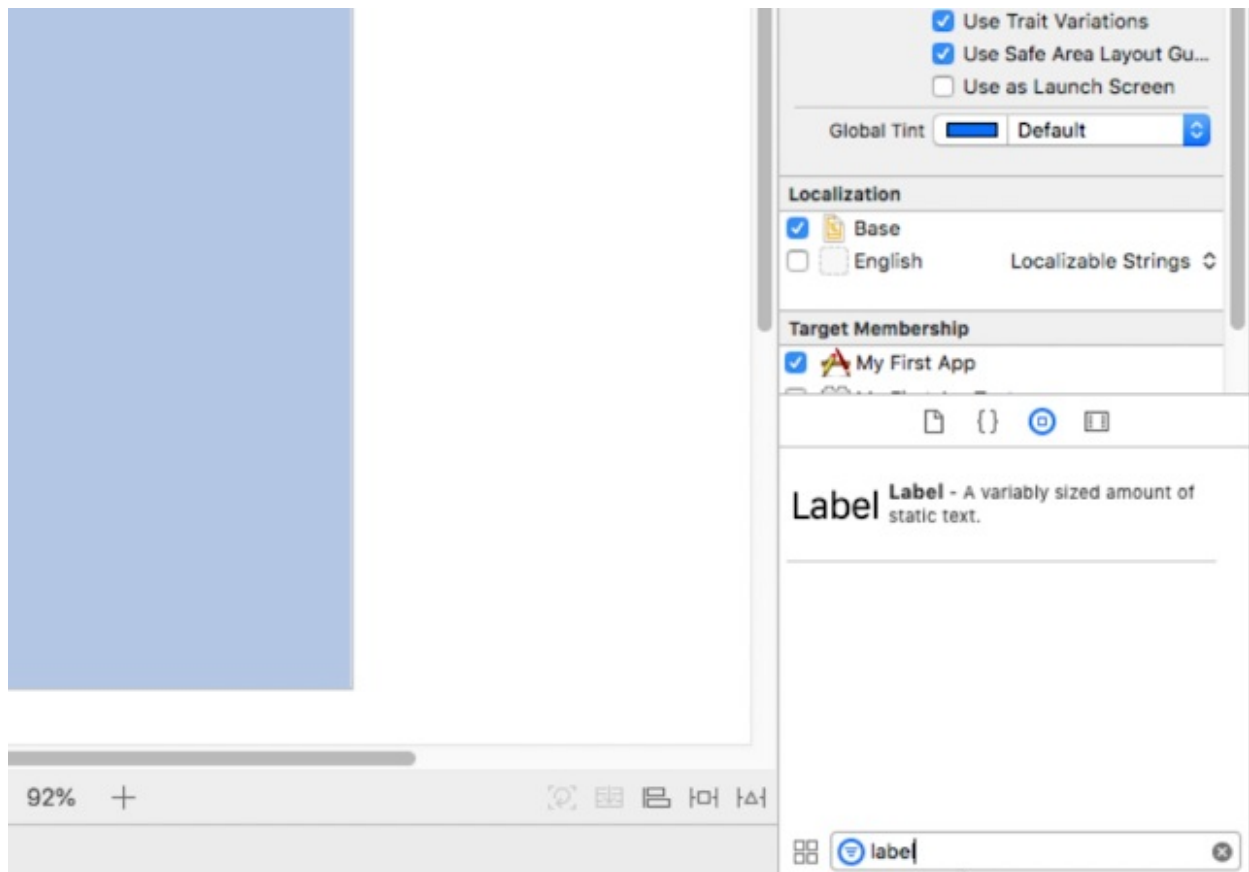 Use Trait Variations
Use Safe Area Layout Gu...
Use as Launch Screen
Global Tint Default
Localization
Base
English Localizable Strings
Target Membership
My First App
{}
Label Label - A variably sized amount of
static text.
92% +
label